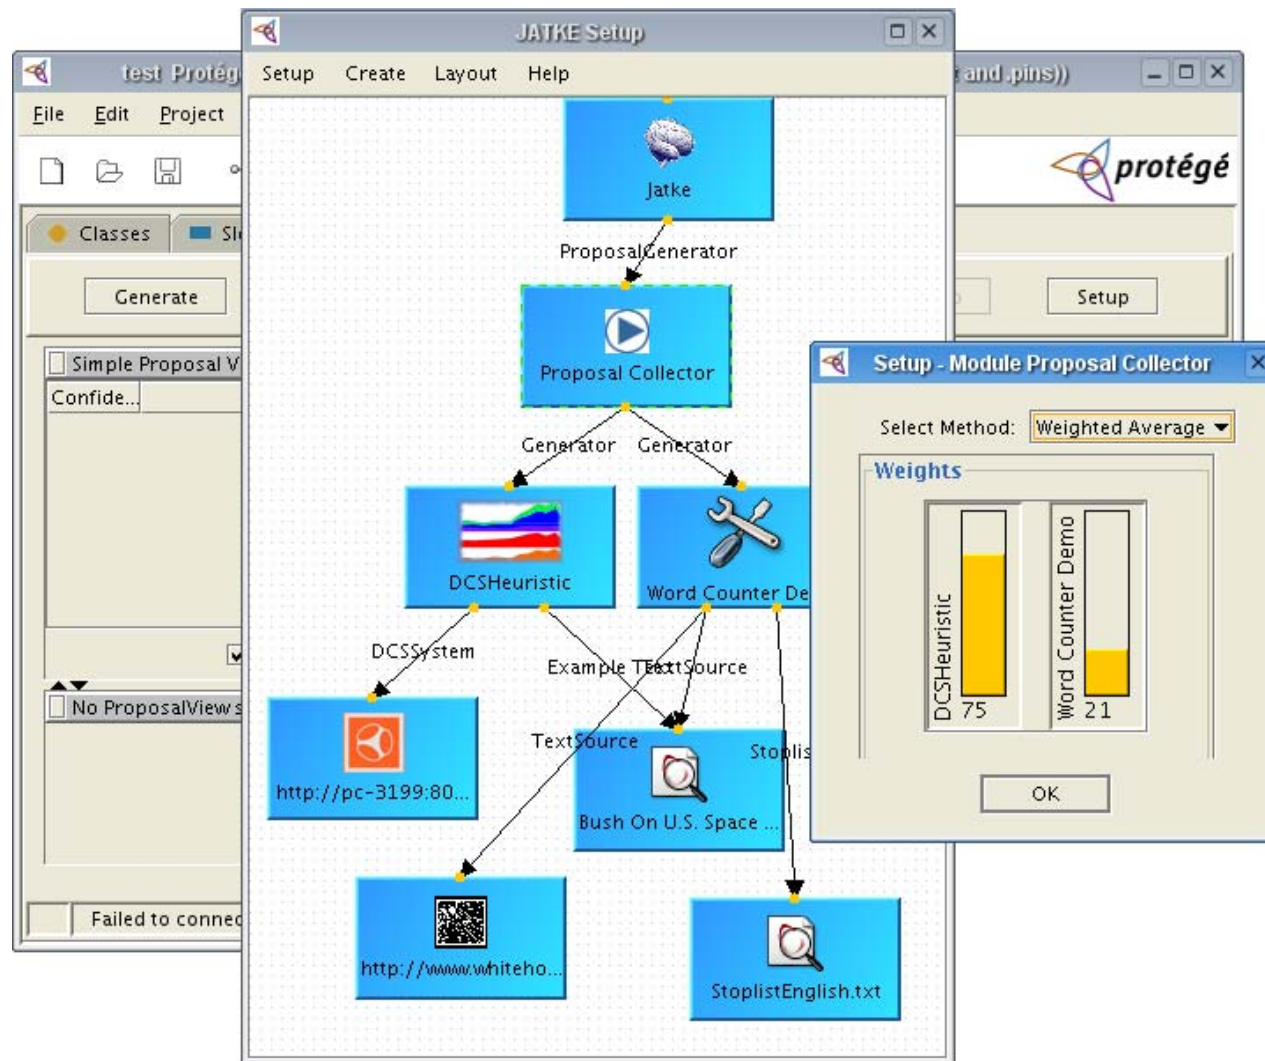 JATKE Setup
test Protég
and .pins))
Setup Create Layout Help
File Edit Project
protégé
Jatke
Classes
ProposalGenerator
Generate
Setup
Simple Proposal V
Confide...
Proposal Collector
Setup - Module Proposal Collector
Select Method: Weighted Average
Generator Generator
Weights
DCSHeuristic
Word Counter De
DCSHeuristic
75
Word Counter Demo
21
DCSSystem
Example TextSource
TextSource
No ProposalViews
TextSource
Stoplis
http://pc-3199:80...
OK
Bush On U.S. Space ...
Failed to connec
http://www.whiteho...
StoplistEnglish.txt